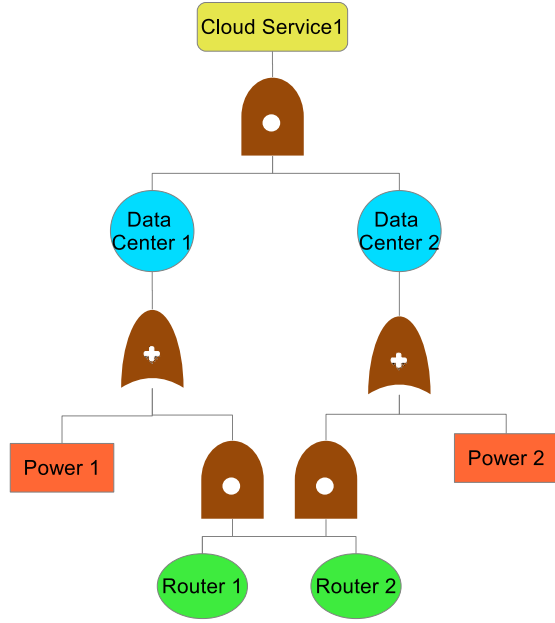 Cloud Service1
Data
Center 1
Data
Center 2
Power 1
Power 2
Router 1
Router 2